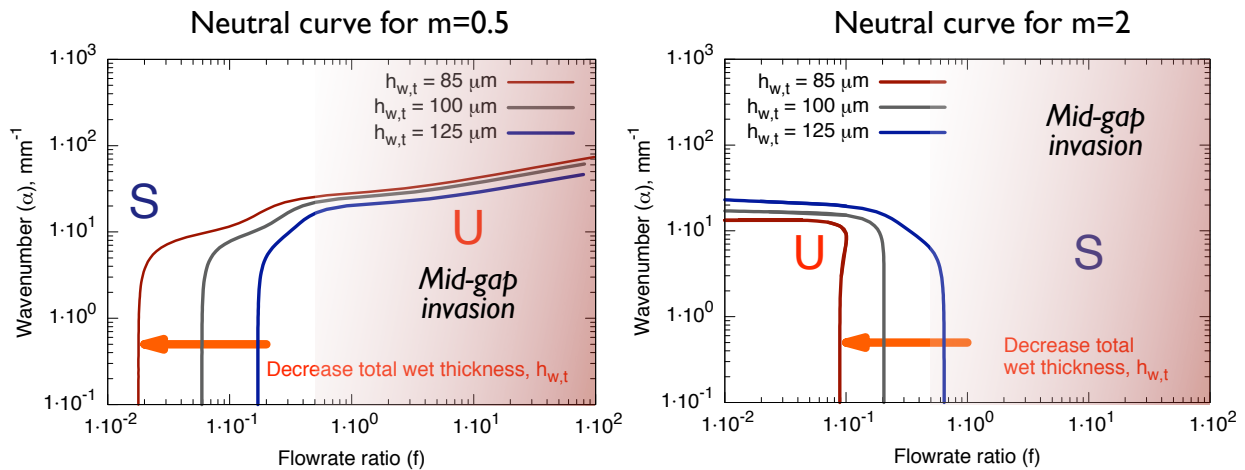 Neutral curve for m=0.5
1·10³
1·10²
1·10¹
1·10⁰
1·10⁻¹
Wavenumber (α), mm⁻¹
h_w,t = 85 μm
h_w,t = 100 μm
h_w,t = 125 μm
S
U
Mid-gap
invasion
Decrease total wet thickness, h_w,t
1·10⁻²
1·10⁻¹
1·10⁰
1·10¹
1·10²
Flowrate ratio (f)
Neutral curve for m=2
1·10³
1·10²
1·10¹
1·10⁰
1·10⁻¹
Wavenumber (α), mm⁻¹
h_w,t = 85 μm
h_w,t = 100 μm
h_w,t = 125 μm
Mid-gap
invasion
U
S
Decrease total
wet thickness, h_w,t
1·10⁻²
1·10⁻¹
1·10⁰
1·10¹
1·10²
Flowrate ratio (f)